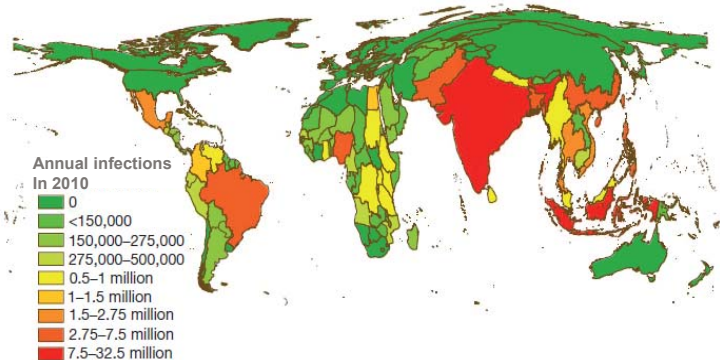 Annual infections
In 2010
0
<150,000
150,000–275,000
275,000–500,000
0.5–1 million
1–1.5 million
1.5–2.75 million
2.75–7.5 million
7.5–32.5 million